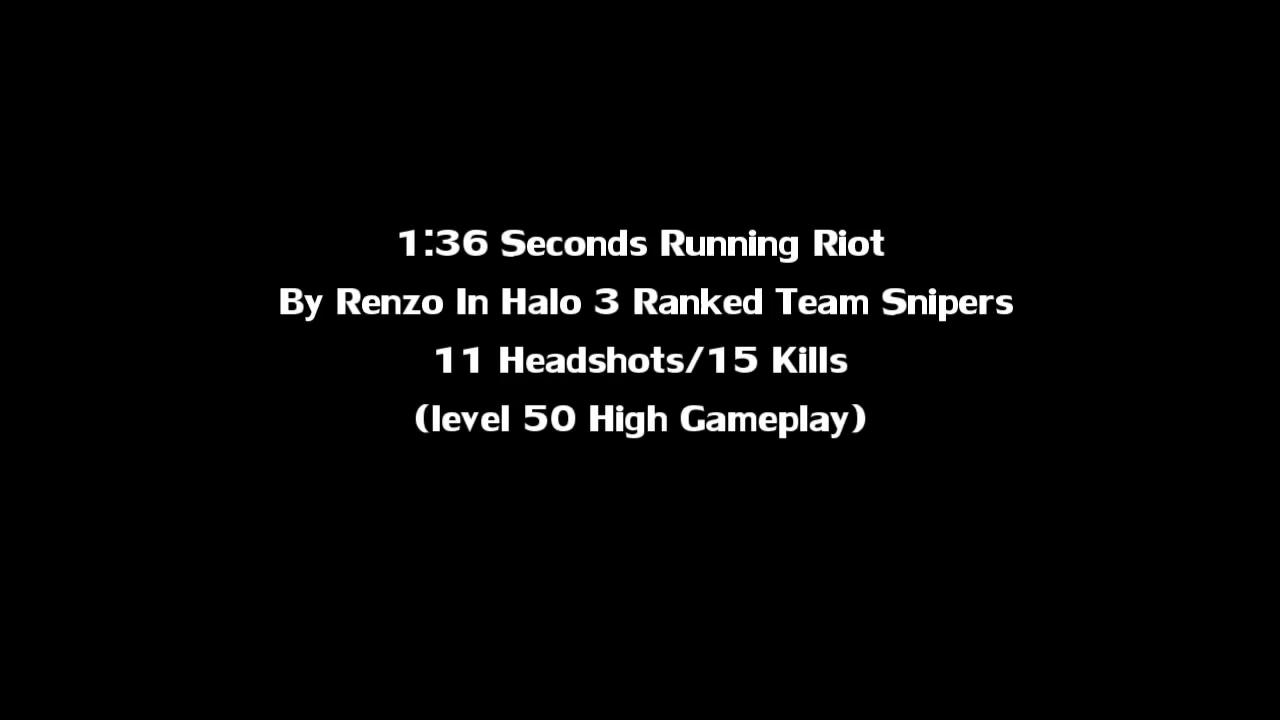 1:36 Seconds Running Riot
By Renzo In Halo 3 Ranked Team Snipers
11 Headshots/15 Kills
(level 50 High Gameplay)